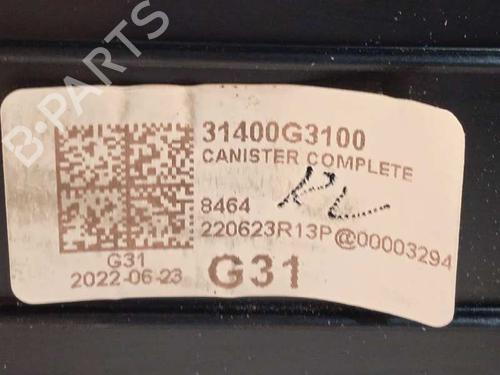 B-PARTS
31400G3100
CANISTER COMPLETE
8464
220623R13P@00003294
G31
2022-06-23
G31